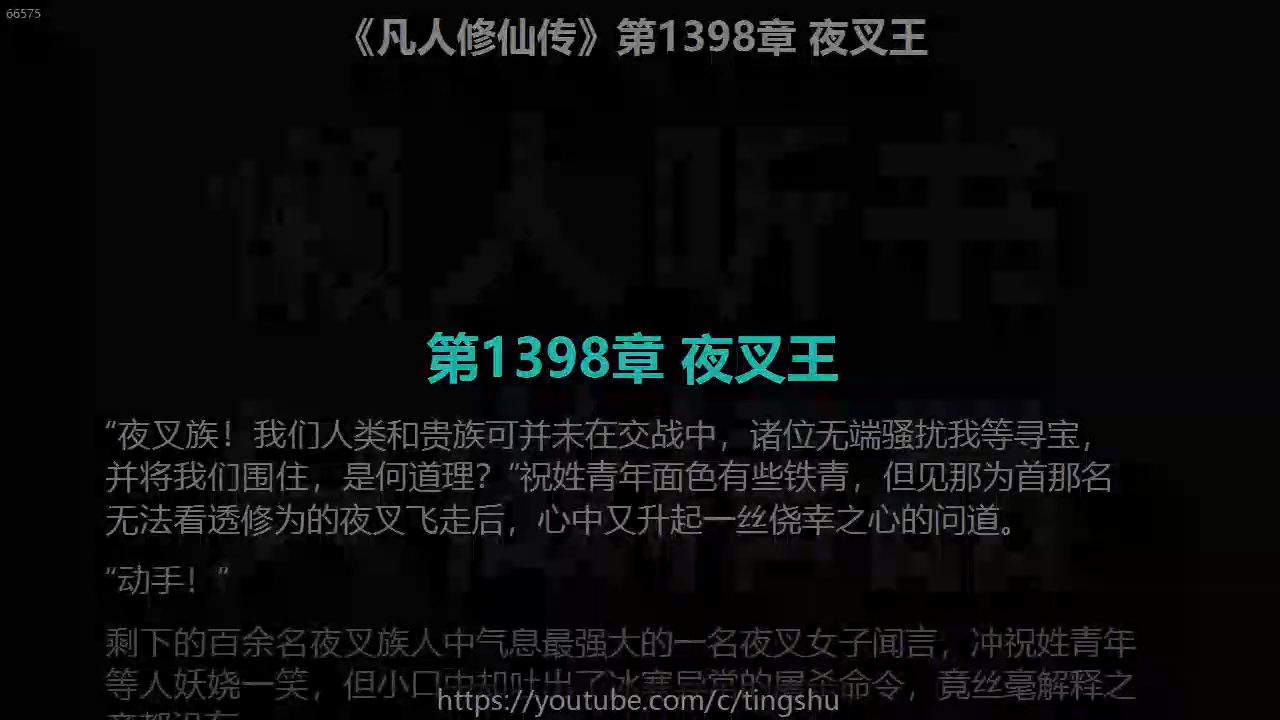 66575
《凡人修仙传》第1398章 夜叉王
懒人听书
第1398章 夜叉王
“夜叉族！我们人类和贵族可并未在交战中，诸位无端骚扰我等寻宝，
并将我们围住，是何道理？”祝姓青年面色有些铁青，但见那为首那名
无法看透修为的夜叉飞走后，心中又升起一丝侥幸之心的问道。
“动手！”
剩下的百余名夜叉族人中气息最强大的一名夜叉女子闻言，冲祝姓青年
等人妖娆一笑，但小口中却吐出了冰寒异常的屠杀命令，竟丝毫解释之
https://youtube.com/c/tingshu